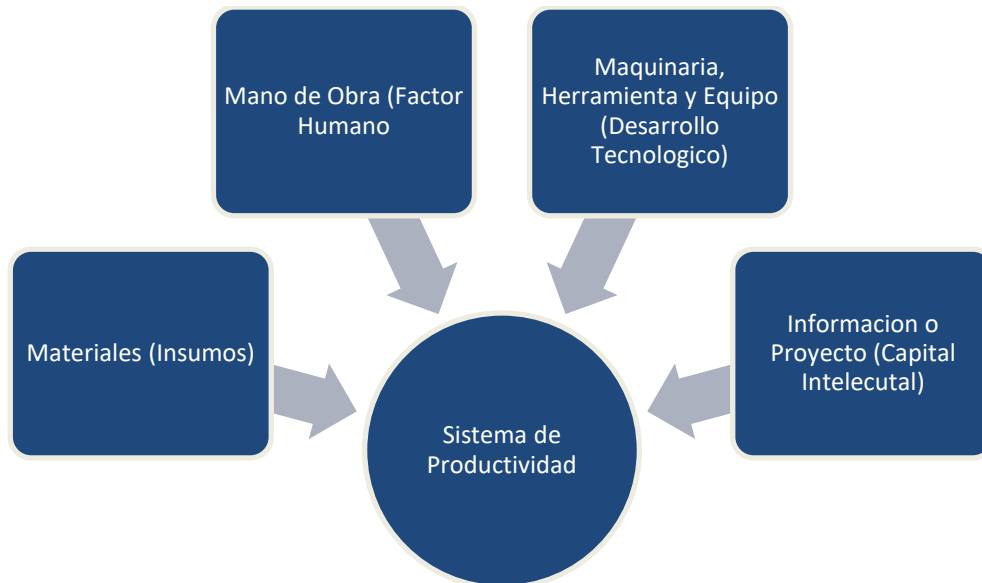 Mano de Obra (Factor
Humano
Maquinaria,
Herramienta y Equipo
(Desarrollo
Tecnologico)
Materiales (Insumos)
Informacion o
Proyecto (Capital
Intelecutal)
Sistema de
Productividad